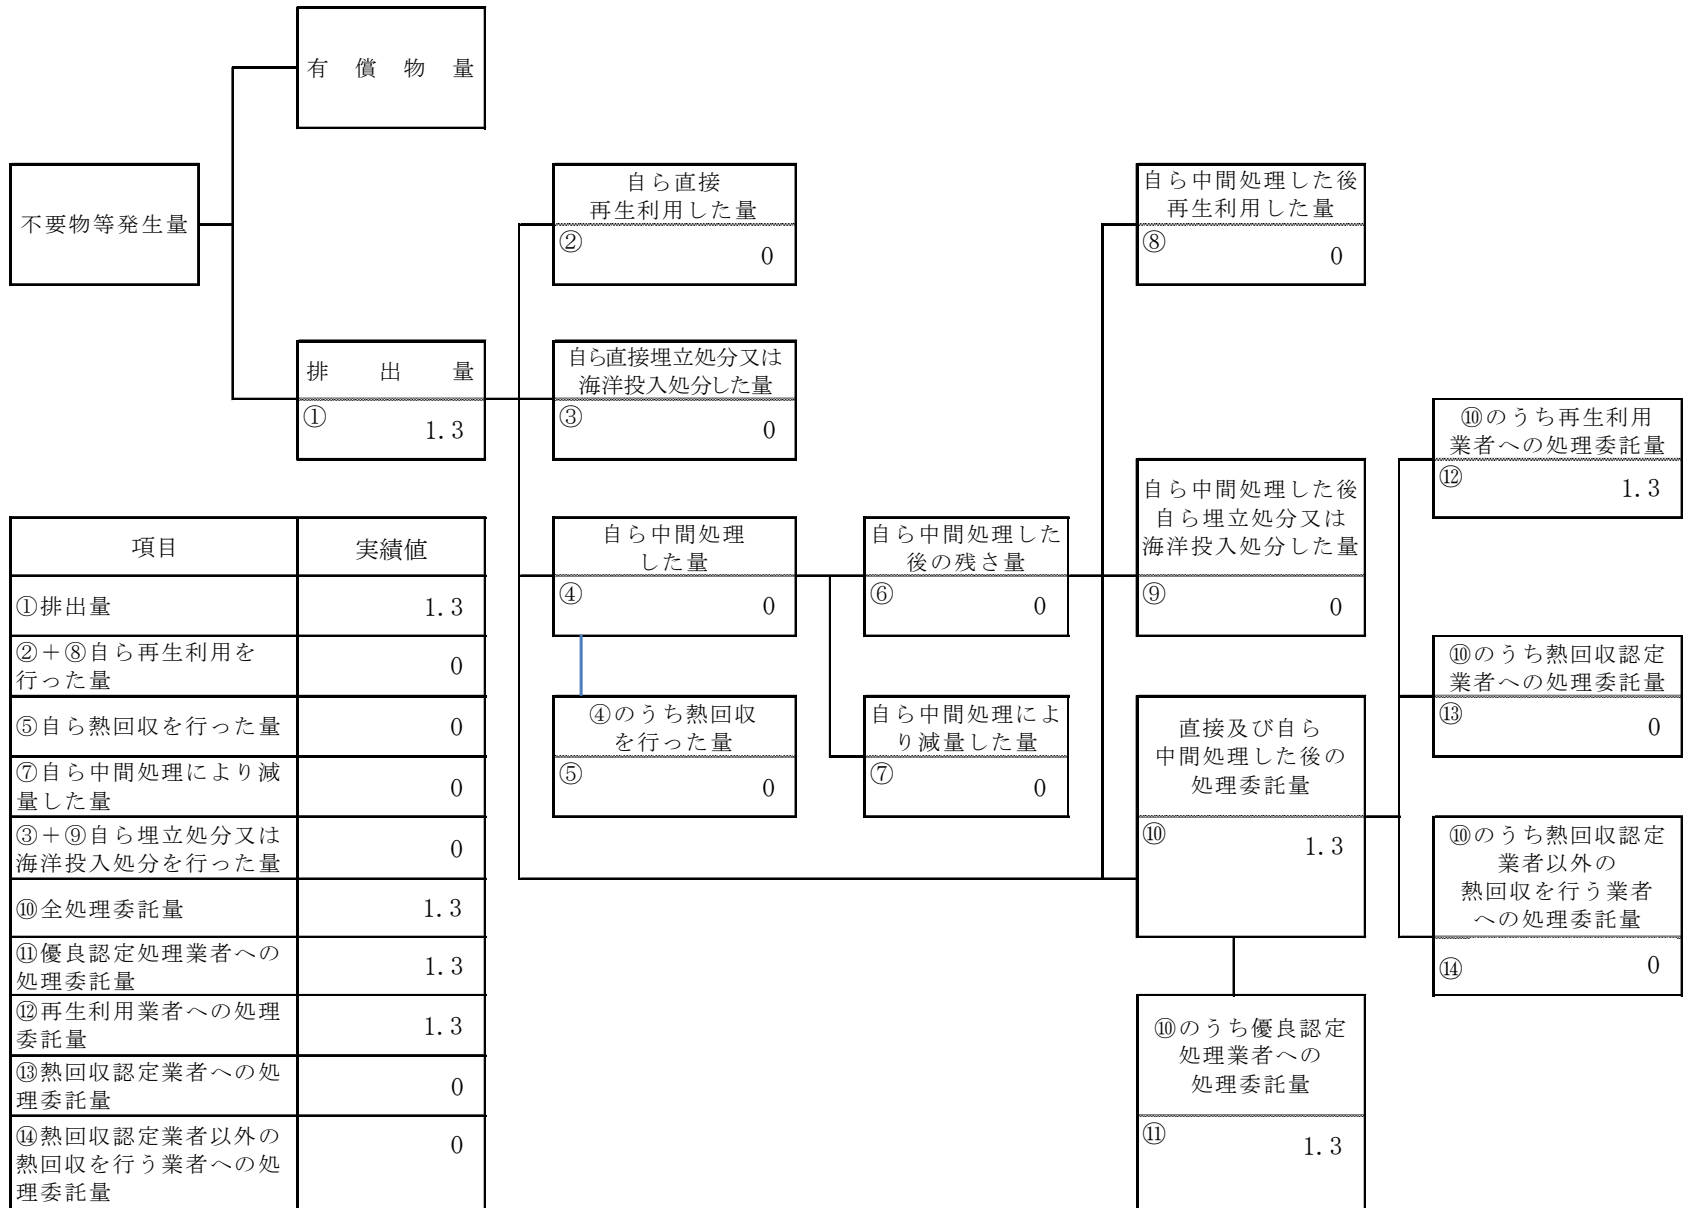 有償物量
不要物等発生量
排出量
①
1.3
自ら直接
再生利用した量
②
0
自ら直接埋立処分又は
海洋投入処分した量
③
0
自ら中間処理
した量
④
0
④のうち熱回収
を行った量
⑤
0
自ら中間処理した
後の残さ量
⑥
0
自ら中間処理によ
り減量した量
⑦
0
自ら中間処理した後
再生利用した量
⑧
0
自ら中間処理した後
自ら埋立処分又は
海洋投入処分した量
⑨
0
直接及び自ら
中間処理した後の
処理委託量
⑩
1.3
⑩のうち優良認定
処理業者への
処理委託量
⑪
1.3
⑩のうち再生利用
業者への処理委託量
⑫
1.3
⑩のうち熱回収認定
業者への処理委託量
⑬
0
⑩のうち熱回収認定
業者以外の
熱回収を行う業者
への処理委託量
⑭
0
項目 実績値
①排出量 1.3
②+⑧自ら再生利用を
行った量 0
⑤自ら熱回収を行った量 0
⑦自ら中間処理により減
量した量 0
③+⑨自ら埋立処分又は
海洋投入処分を行った量 0
⑩全処理委託量 1.3
⑪優良認定処理業者への
処理委託量 1.3
⑫再生利用業者への処理
委託量 1.3
⑬熱回収認定業者への処
理委託量 0
⑭熱回収認定業者以外の
熱回収を行う業者への処
理委託量 0